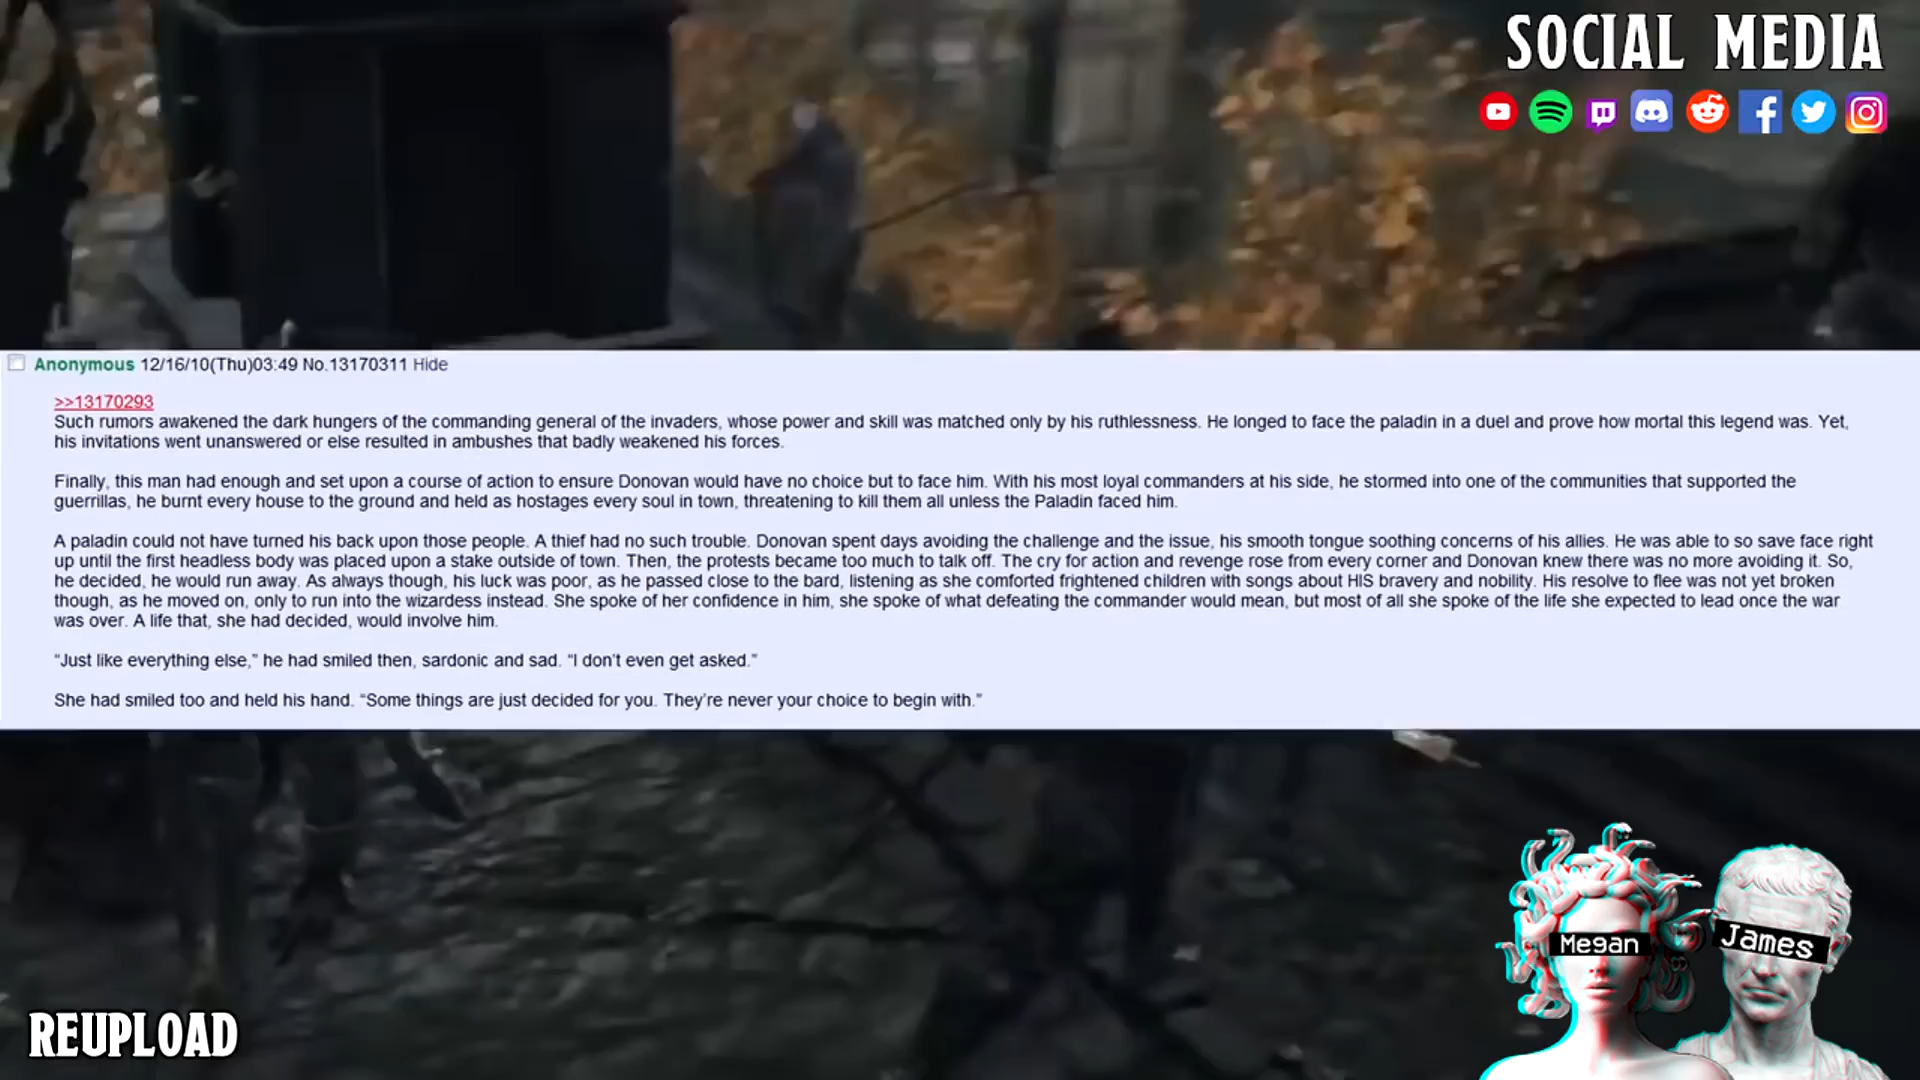 SOCIAL MEDIA
Anonymous 12/16/10(Thu)03:49 No.13170311 Hide
>>13170293
Such rumors awakened the dark hungers of the commanding general of the invaders, whose power and skill was matched only by his ruthlessness. He longed to face the paladin in a duel and prove how mortal this legend was. Yet,
his invitations went unanswered or else resulted in ambushes that badly weakened his forces.
Finally, this man had enough and set upon a course of action to ensure Donovan would have no choice but to face him. With his most loyal commanders at his side, he stormed into one of the communities that supported the
guerrillas, he burnt every house to the ground and held as hostages every soul in town, threatening to kill them all unless the Paladin faced him.
A paladin could not have turned his back upon those people. A thief had no such trouble. Donovan spent days avoiding the challenge and the issue, his smooth tongue soothing concerns of his allies. He was able to so save face right
up until the first headless body was placed upon a stake outside of town. Then, the protests became too much to talk off. The cry for action and revenge rose from every corner and Donovan knew there was no more avoiding it. So,
he decided, he would run away. As always though, his luck was poor, as he passed close to the bard, listening as she comforted frightened children with songs about HIS bravery and nobility. His resolve to flee was not yet broken
though, as he moved on, only to run into the wizardess instead. She spoke of her confidence in him, she spoke of what defeating the commander would mean, but most of all she spoke of the life she expected to lead once the war
was over. A life that, she had decided, would involve him.
“Just like everything else,” he had smiled then, sardonic and sad. “I don’t even get asked.”
She had smiled too and held his hand. “Some things are just decided for you. They’re never your choice to begin with.”
Megan
James
REUPLOAD